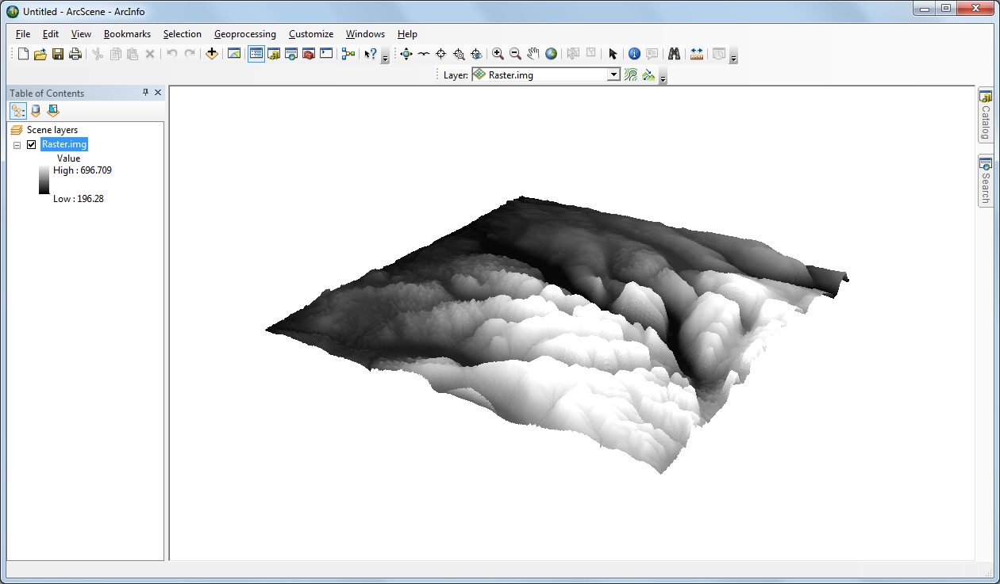 Untitled - ArcScene - ArcInfo
File Edit View Bookmarks Selection Geoprocessing Customize Windows Help
Layer: Raster.img
Table of Contents
Scene layers
Raster.img
Value
High : 696.709
Low : 196.28
Catalog
Search